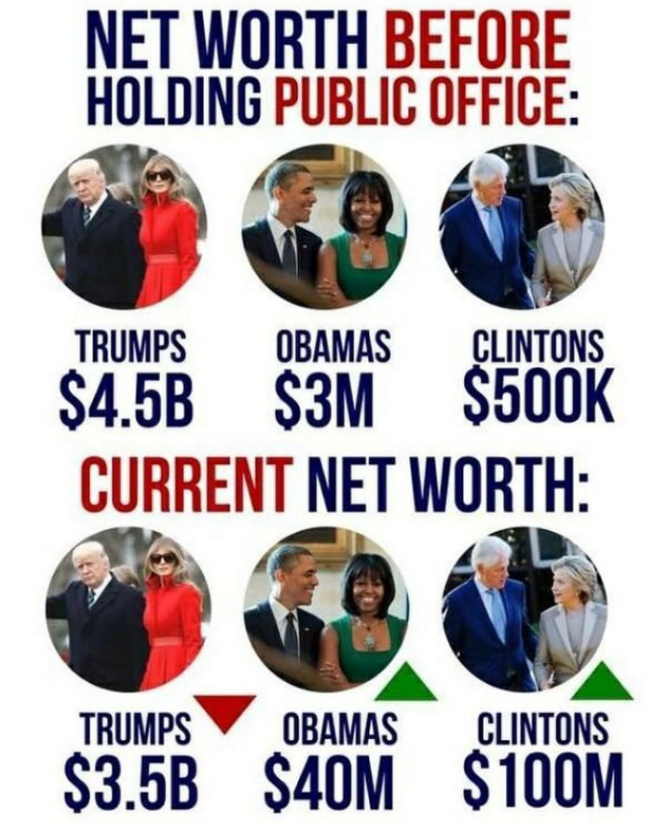 NET WORTH BEFORE
HOLDING PUBLIC OFFICE:
TRUMPS OBAMAS CLINTONS
$4.5B $3M $500K
CURRENT NET WORTH:
TRUMPS OBAMAS CLINTONS
$3.5B $40M $100M